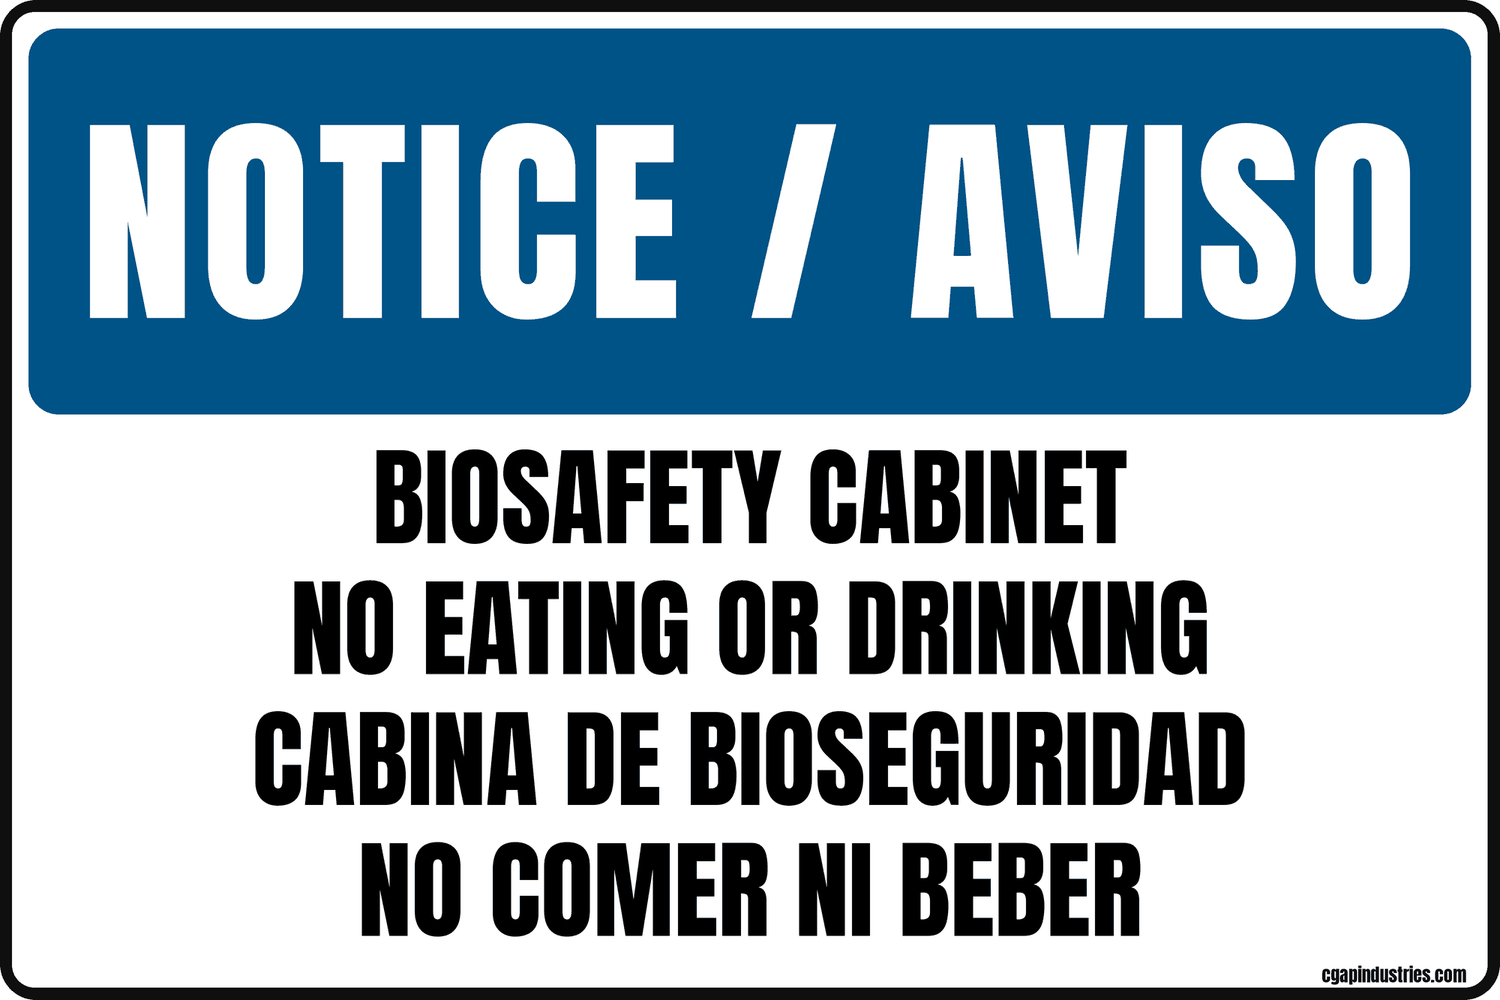 NOTICE / AVISO
BIOSAFETY CABINET
NO EATING OR DRINKING
CABINA DE BIOSEGURIDAD
NO COMER NI BEBER
cgapindustries.com